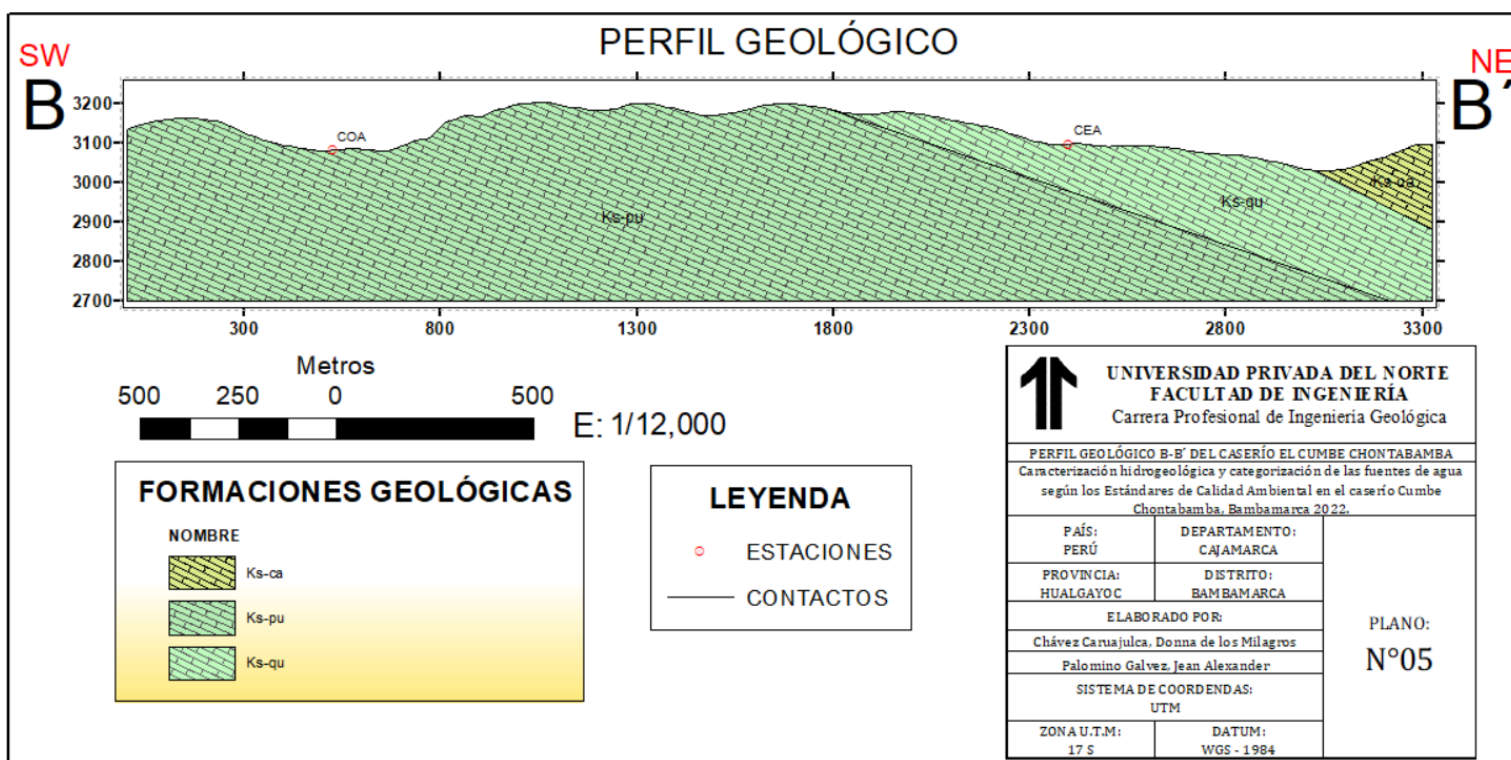 PERFIL GEOLÓGICO
SW
NE
B
B´
3200
3100
3000
2900
2800
2700
COA
CEA
Ks-pu
Ks-qu
Ks-ca
300
800
1300
1800
2300
2800
3300
Metros
500 250 0 500
E: 1/12,000
FORMACIONES GEOLÓGICAS
NOMBRE
Ks-ca
Ks-pu
Ks-qu
LEYENDA
ESTACIONES
CONTACTOS
UNIVERSIDAD PRIVADA DEL NORTE
FACULTAD DE INGENIERÍA
Carrera Profesional de Ingeniería Geológica
PERFIL GEOLÓGICO B-B´ DEL CASERÍO EL CUMBE CHONTABAMBA
Caracterización hidrogeológica y categorización de las fuentes de agua
según los Estándares de Calidad Ambiental en el caserío Cumbe
Chontabamba, Bambamarca 2022.
PAÍS:
PERÚ
DEPARTAMENTO:
CAJAMARCA
PROVINCIA:
HUALGAYOC
DISTRITO:
BAMBAMARCA
ELABORADO POR:
Chávez Caruajulca, Donna de los Milagros
Palomino Galvez, Jean Alexander
SISTEMA DE COORDENDAS:
UTM
ZONA U.T.M:
17 S
DATUM:
WGS - 1984
PLANO:
N°05